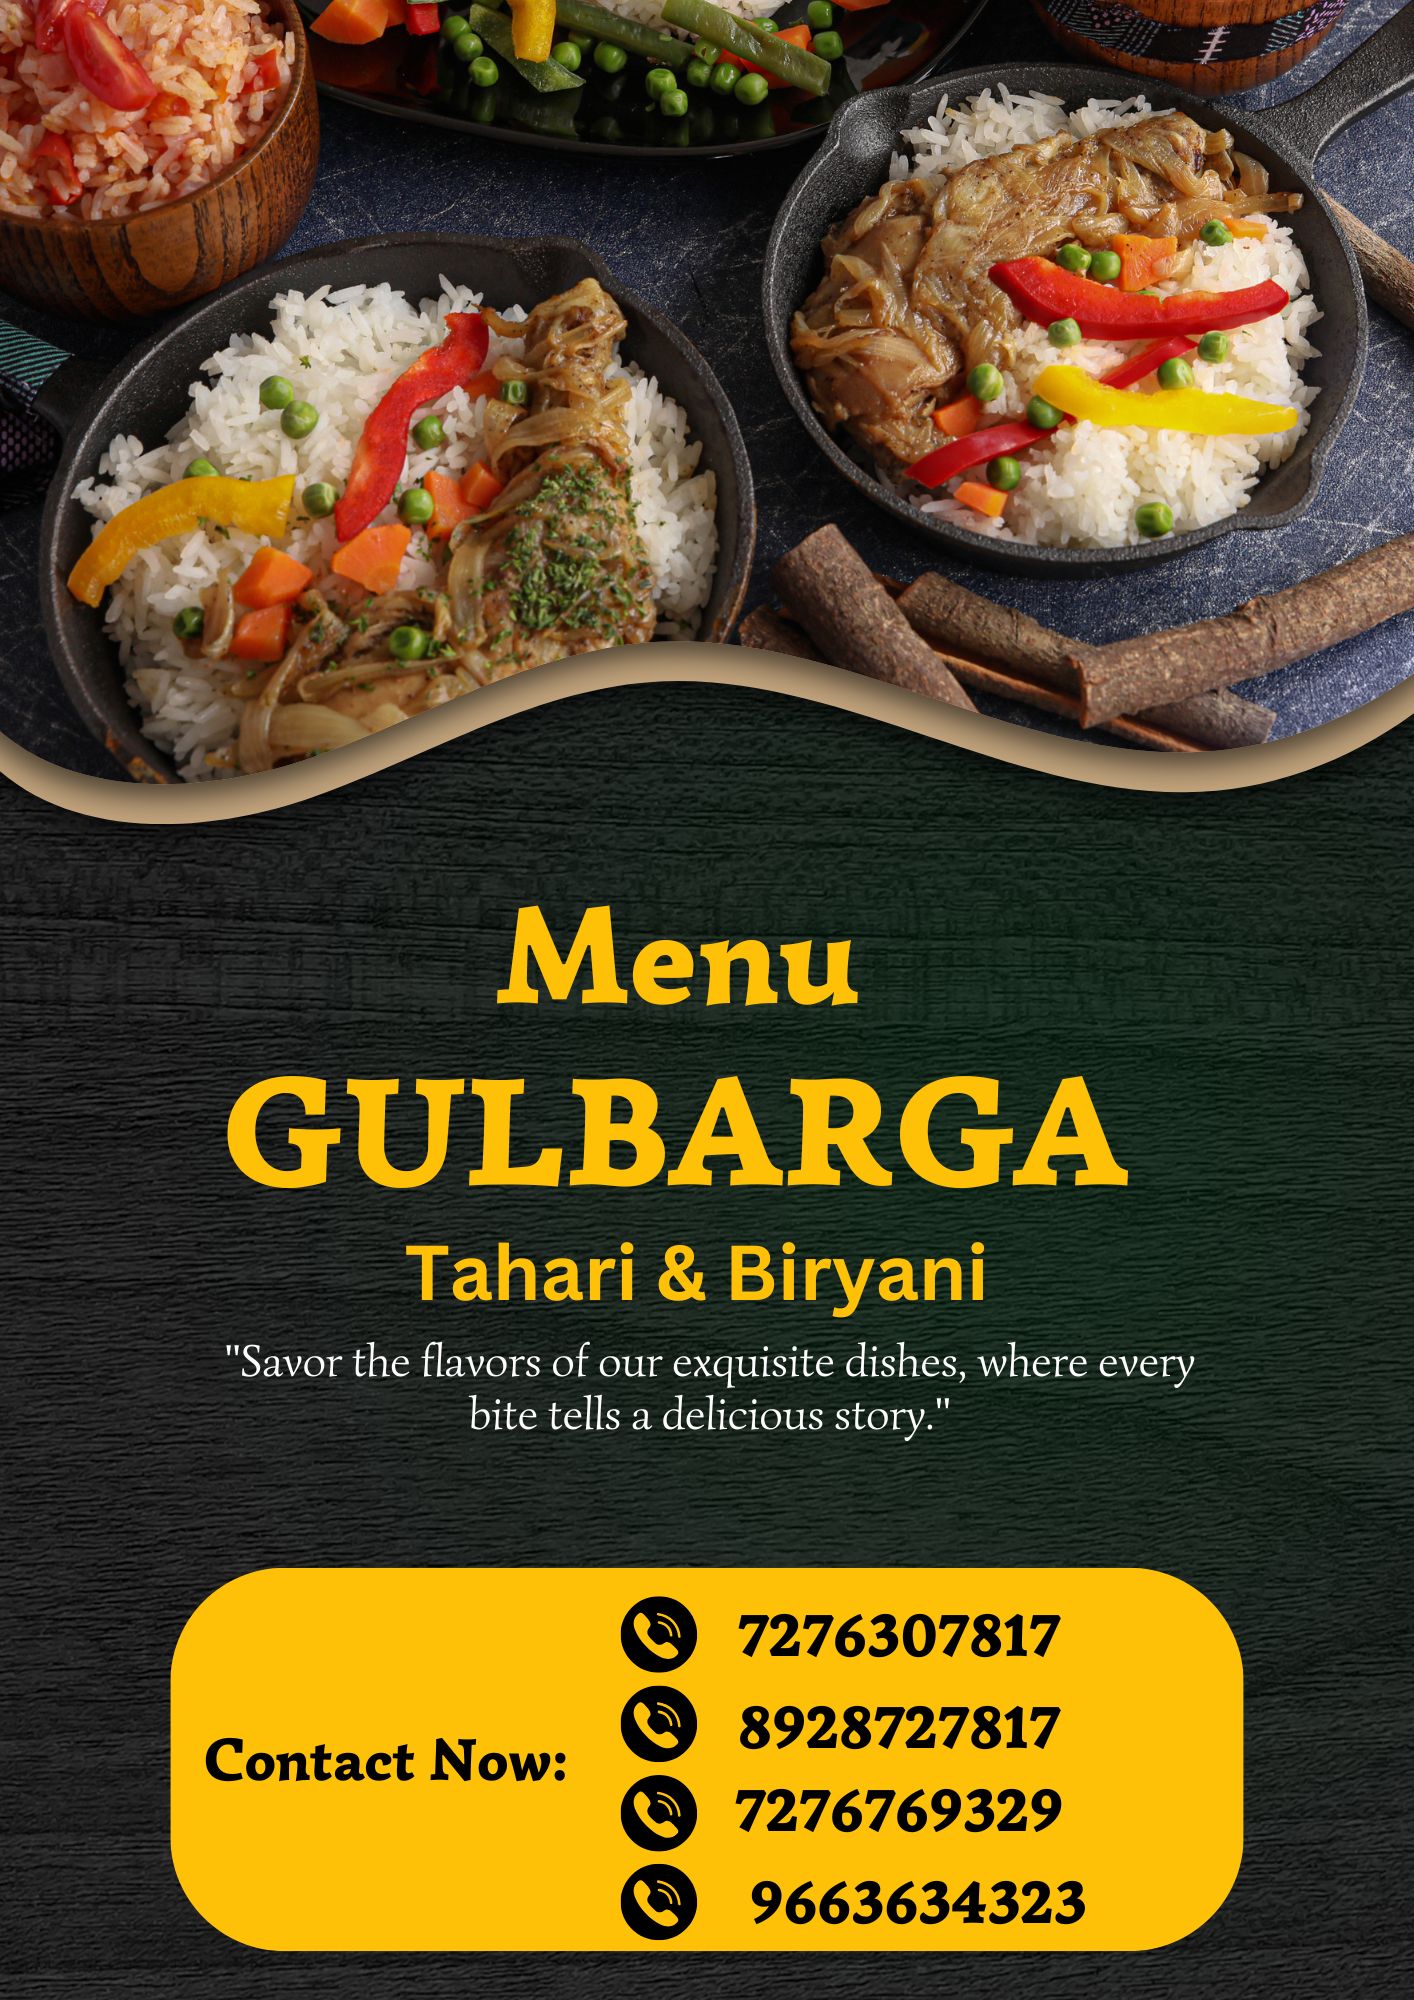 Menu
GULBARGA
Tahari & Biryani
"Savor the flavors of our exquisite dishes, where every
bite tells a delicious story."
Contact Now:
7276307817
8928727817
7276769329
9663634323